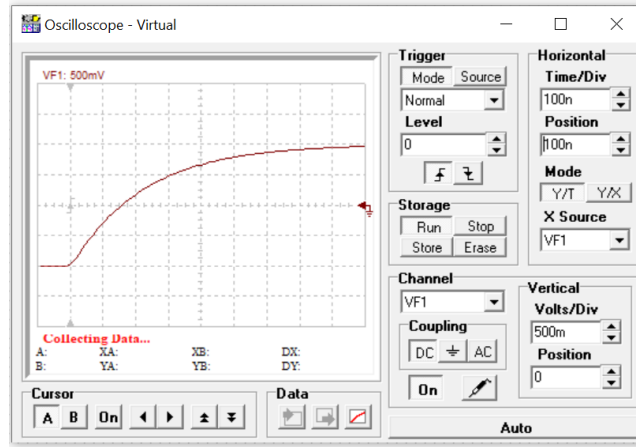 Oscilloscope - Virtual
VF1: 500mV
Collecting Data...
A: XA: XB: DX:
B: YA: YB: DY:
Cursor
A B On
Data
Trigger
Mode Source
Normal
Level
0
Storage
Run Stop
Store Erase
Horizontal
Time/Div
100n
Position
100n
Mode
Y/T Y/X
X Source
VF1
Channel
VF1
Coupling
DC AC
On
Vertical
Volts/Div
500m
Position
0
Auto